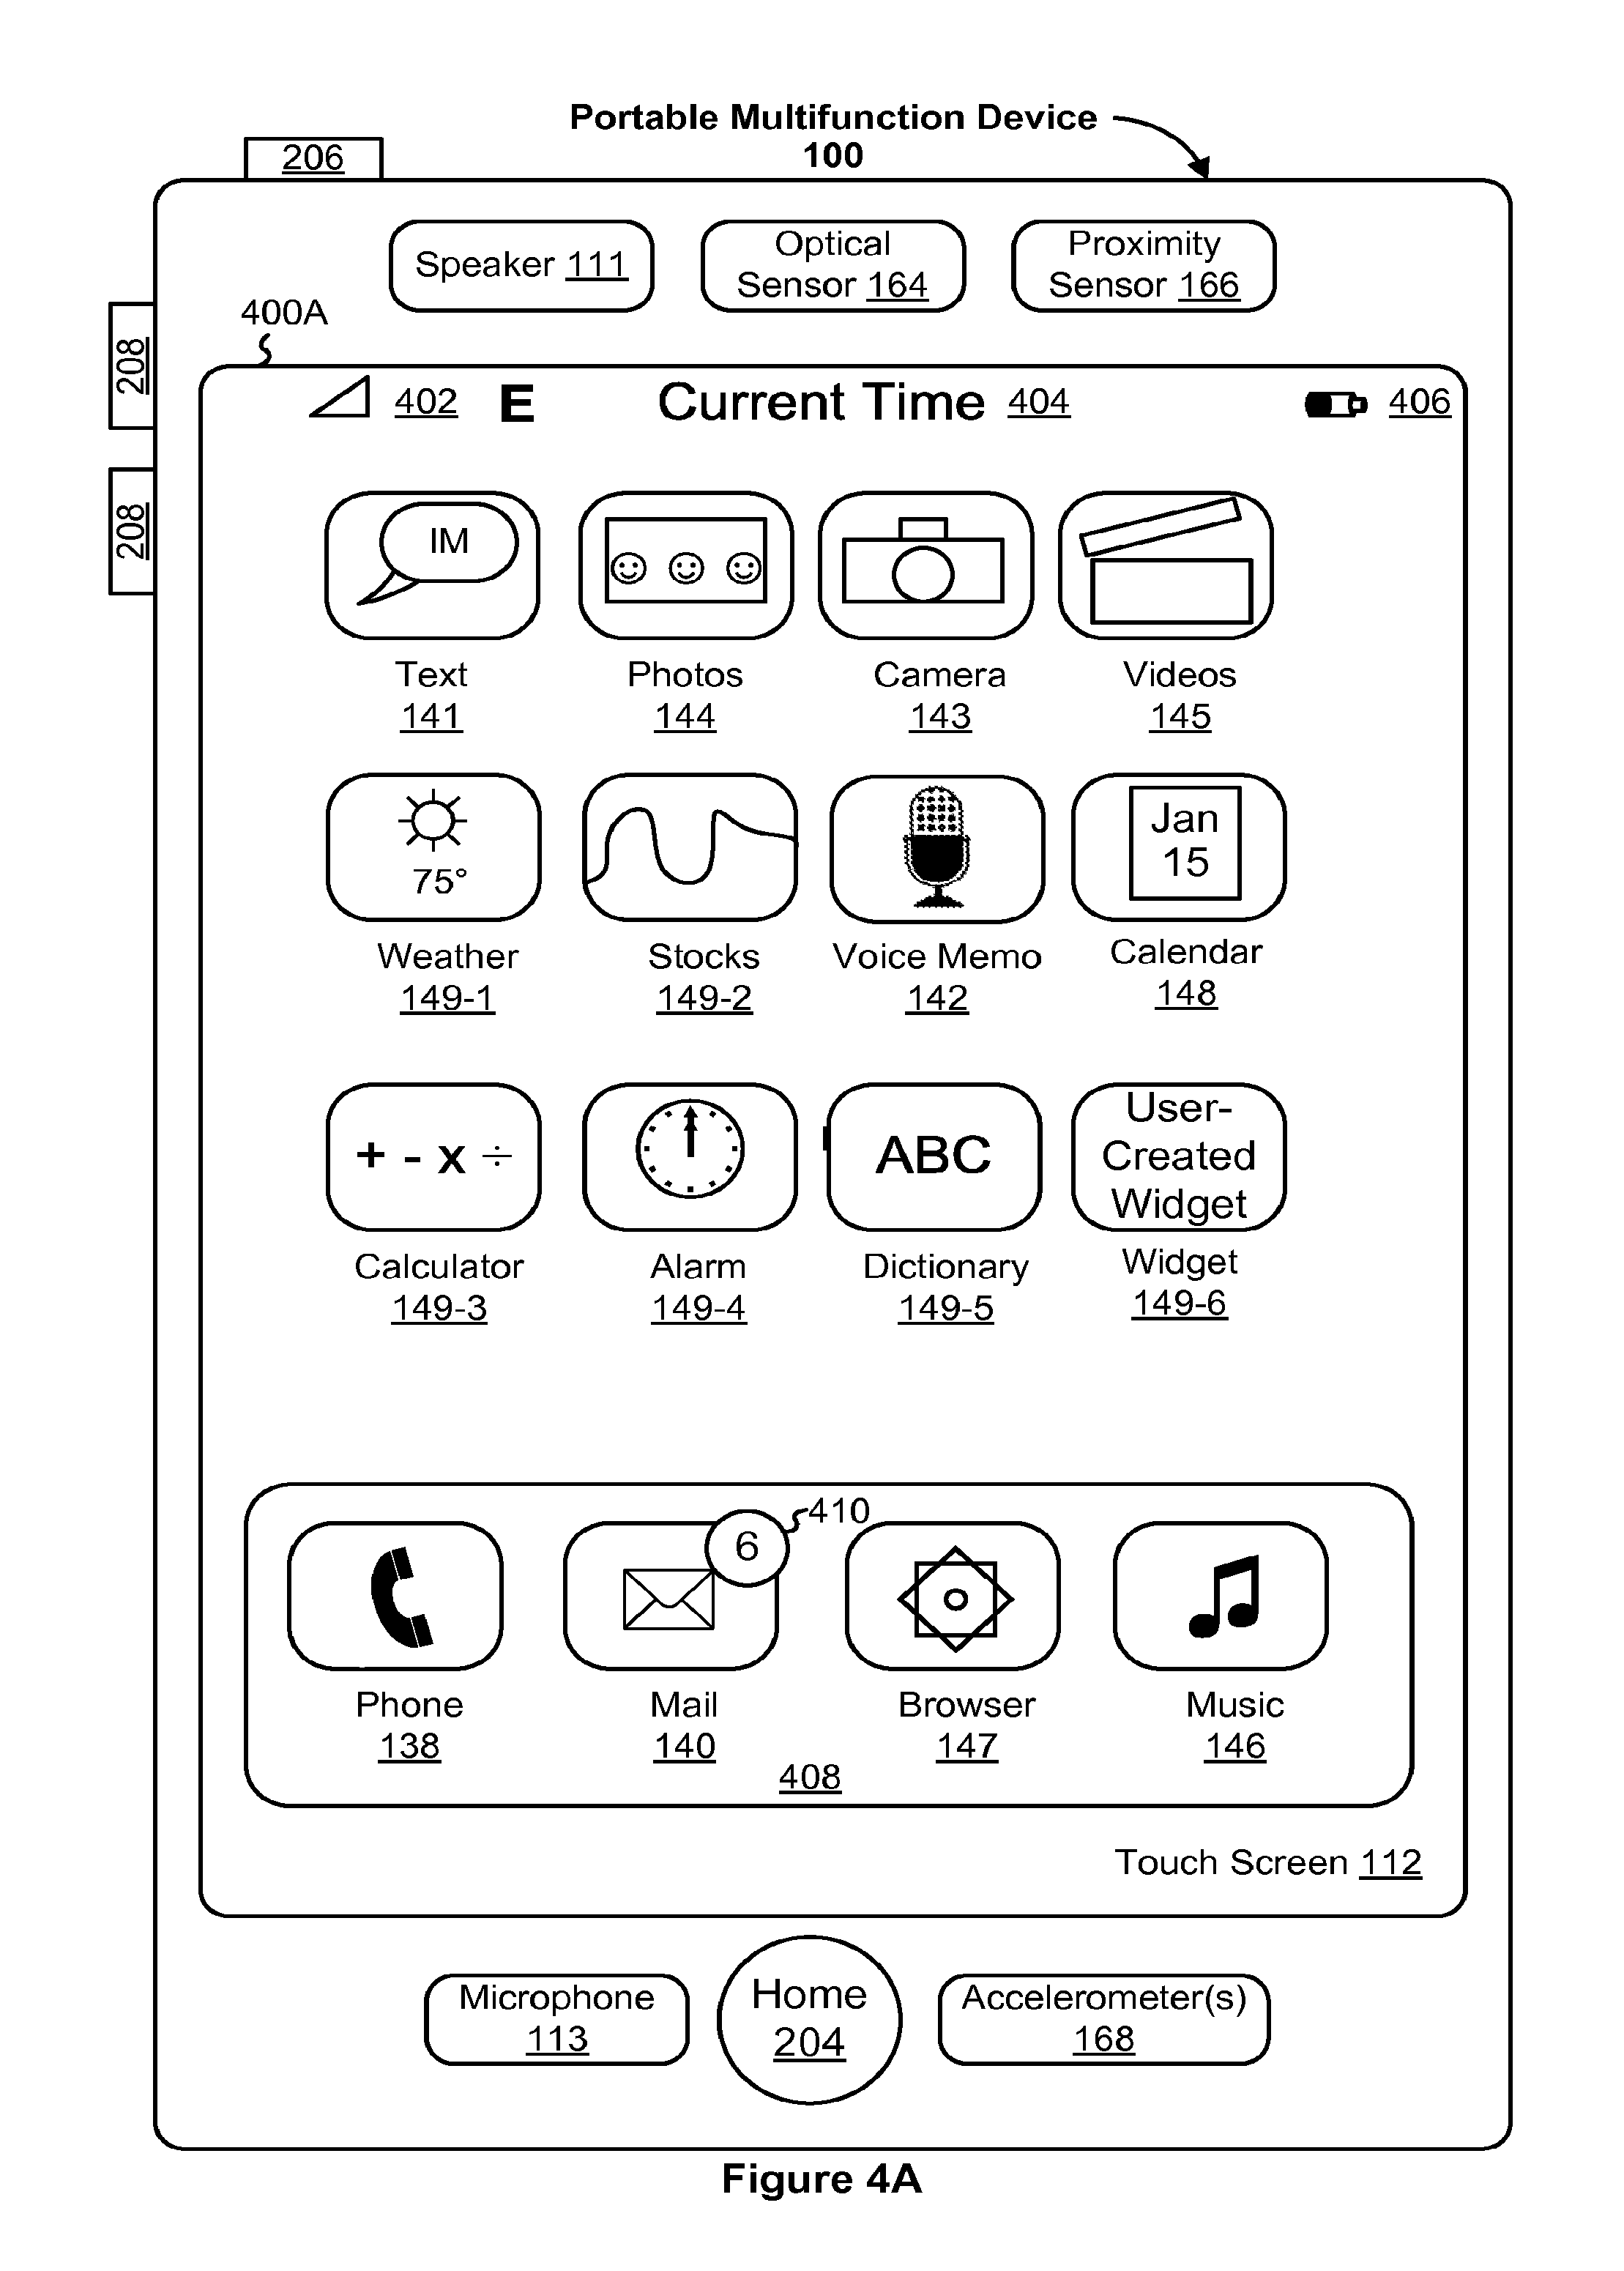 Portable Multifunction Device
100
206
Speaker 111
Optical
Sensor 164
Proximity
Sensor 166
400A
208
208
402 E Current Time 404 406
IM
Text
141
Photos
144
Camera
143
Videos
145
75°
Jan
15
Weather
149-1
Stocks
149-2
Voice Memo
142
Calendar
148
+ - x ÷
ABC
User-
Created
Widget
Calculator
149-3
Alarm
149-4
Dictionary
149-5
Widget
149-6
6
410
Phone
138
Mail
140
Browser
147
Music
146
408
Touch Screen 112
Microphone
113
Home
204
Accelerometer(s)
168
Figure 4A